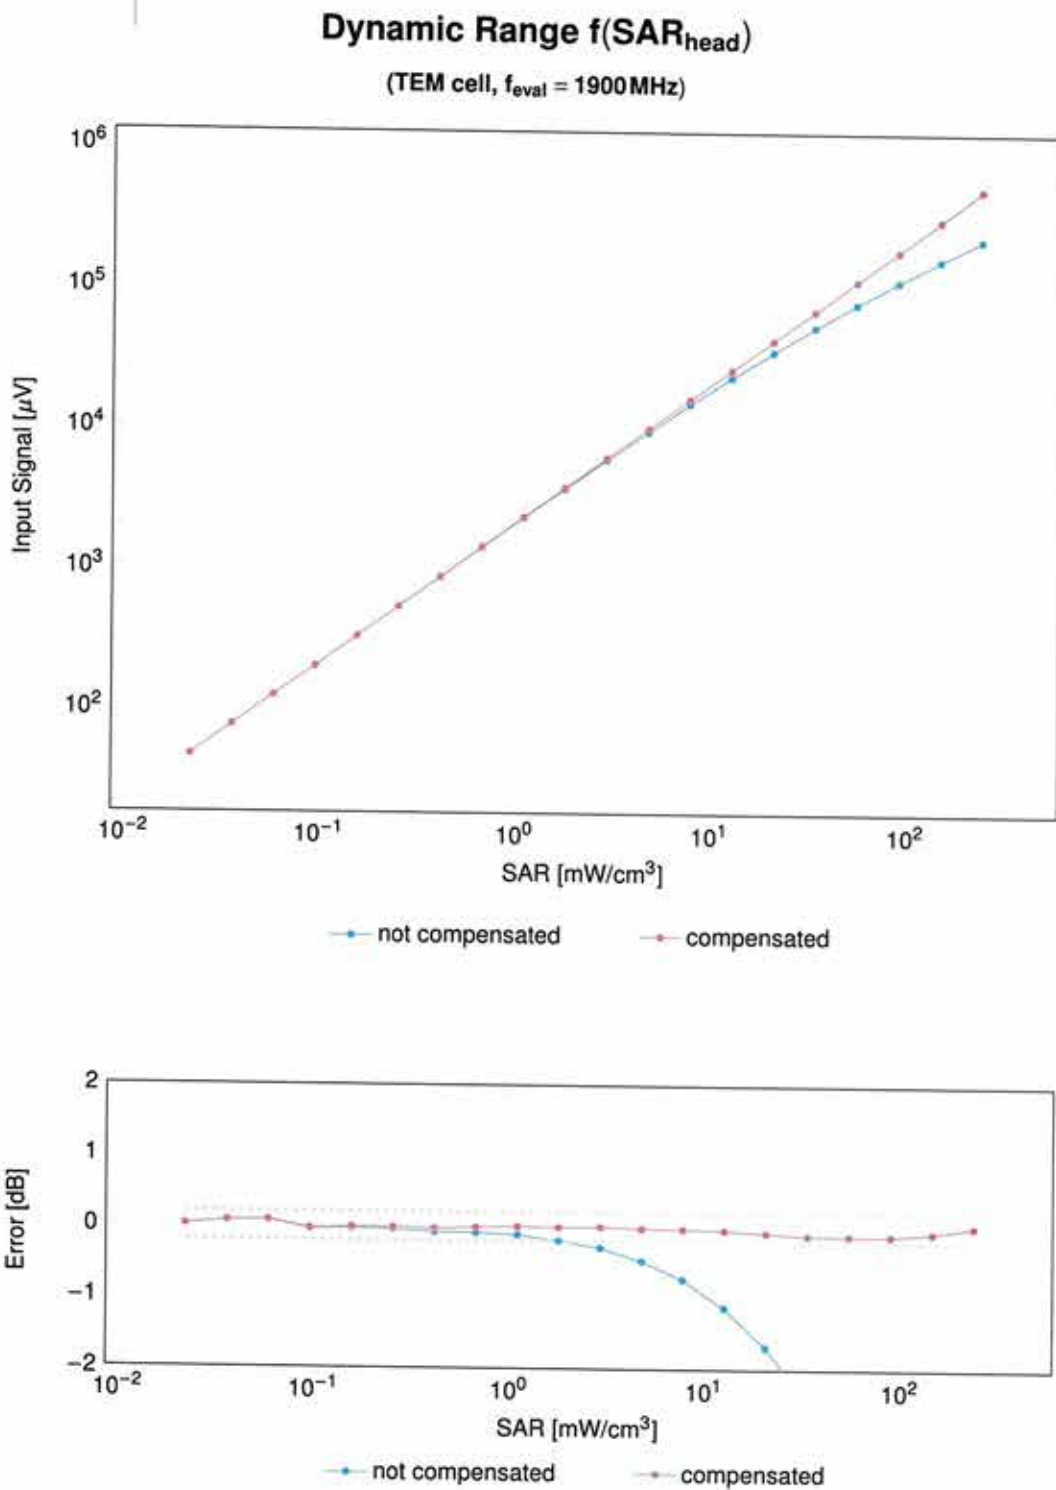 Dynamic Range f(SARhead)
(TEM cell, feval = 1900 MHz)
10⁶
10⁵
10⁴
10³
10²
Input Signal [µV]
10⁻² 10⁻¹ 10⁰ 10¹ 10²
SAR [mW/cm³]
not compensated compensated
2
1
0
−1
−2
Error [dB]
10⁻² 10⁻¹ 10⁰ 10¹ 10²
SAR [mW/cm³]
not compensated compensated